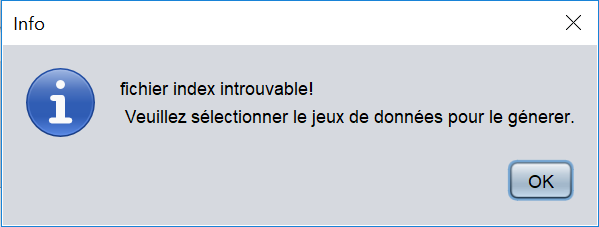 Info
fichier index introuvable!
Veuillez sélectionner le jeux de données pour le génerer.
OK